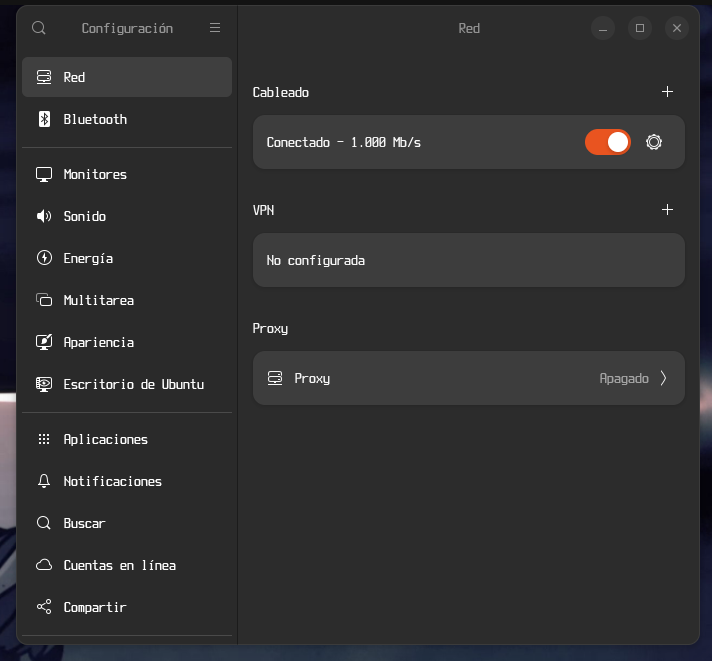 Configuración
Red
Bluetooth
Monitores
Sonido
Energía
Multitarea
Apariencia
Escritorio de Ubuntu
Aplicaciones
Notificaciones
Buscar
Cuentas en línea
Compartir
Red
Cableado
Conectado - 1.000 Mb/s
VPN
No configurada
Proxy
Proxy Apagado